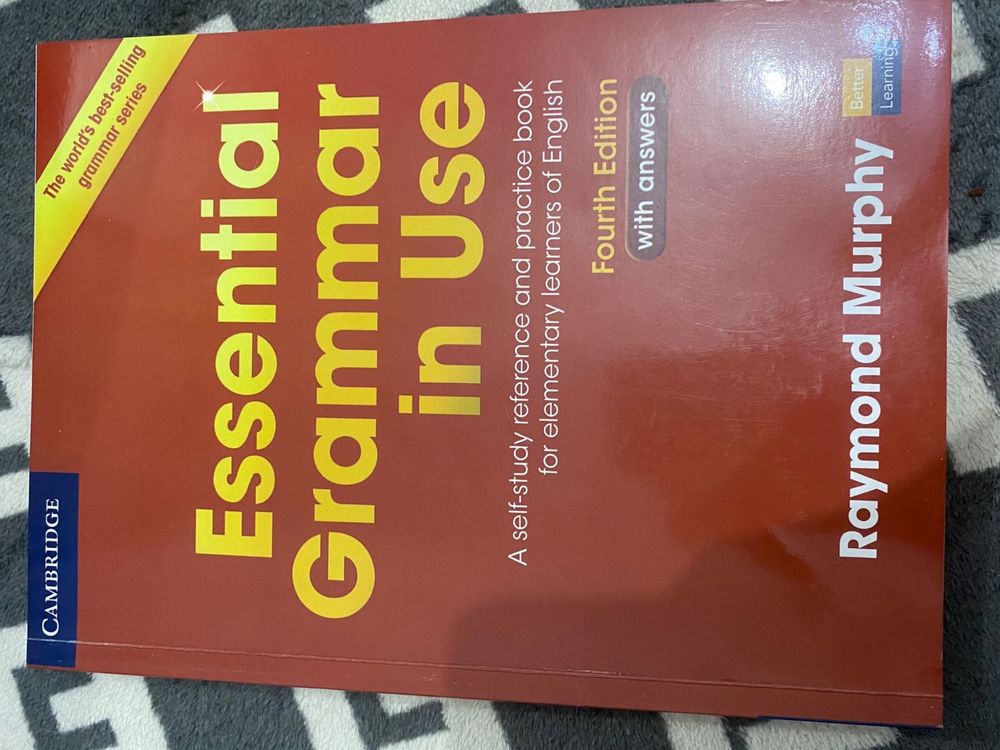 CAMBRIDGE
The world's best-selling
grammar series
Essential
Grammar
in Use
A self-study reference and practice book
for elementary learners of English
Fourth Edition
with answers
Raymond Murphy
Better
Learning